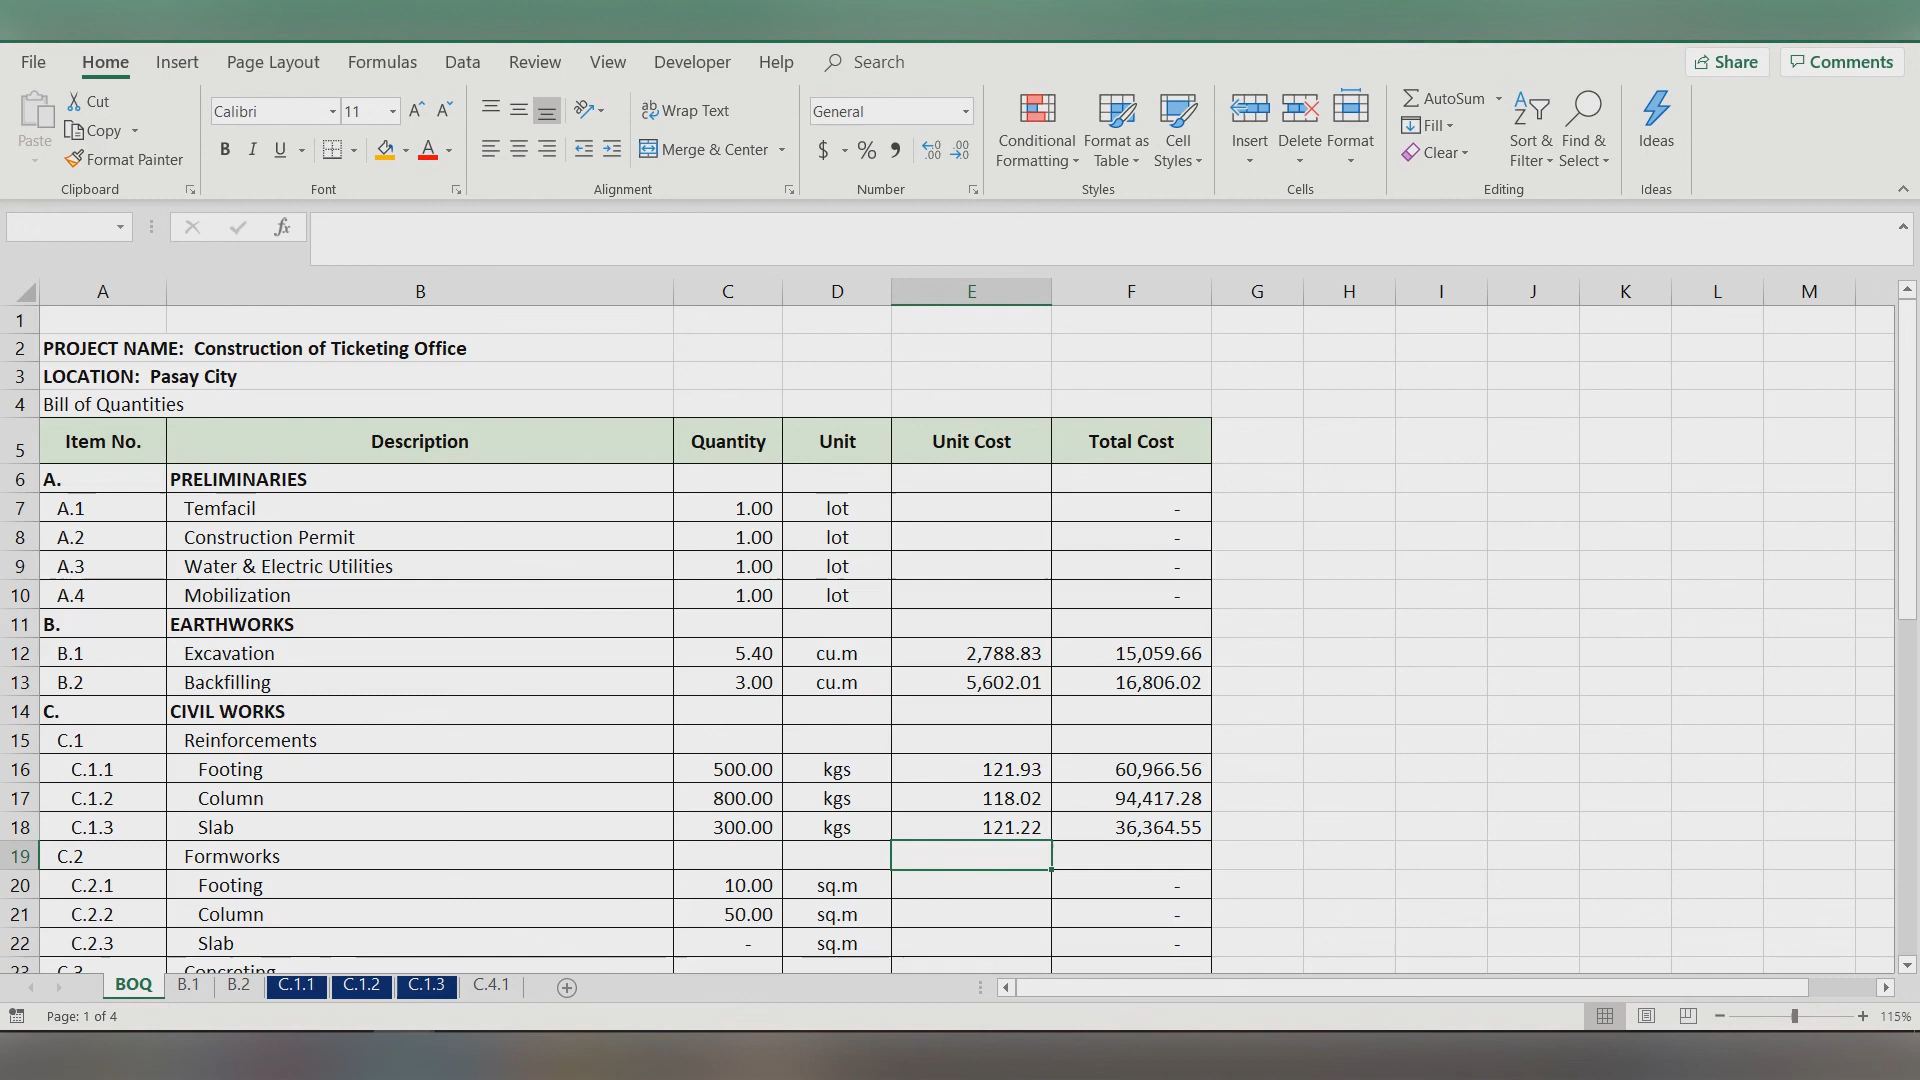 File Home Insert Page Layout Formulas Data Review View Developer Help Search Share Comments
Paste Cut Copy Format Painter Clipboard
Calibri 11 B I U A Font
Wrap Text Merge & Center Alignment
General $ % Number
Conditional Formatting Format as Table Cell Styles Styles
Insert Delete Format Cells
AutoSum Fill Clear Sort & Filter Find & Select Editing
Ideas Ideas
fx
A B C D E F G H I J K L M
1
2 PROJECT NAME: Construction of Ticketing Office
3 LOCATION: Pasay City
4 Bill of Quantities
5 Item No. Description Quantity Unit Unit Cost Total Cost
6 A. PRELIMINARIES
7 A.1 Temfacil 1.00 lot -
8 A.2 Construction Permit 1.00 lot -
9 A.3 Water & Electric Utilities 1.00 lot -
10 A.4 Mobilization 1.00 lot -
11 B. EARTHWORKS
12 B.1 Excavation 5.40 cu.m 2,788.83 15,059.66
13 B.2 Backfilling 3.00 cu.m 5,602.01 16,806.02
14 C. CIVIL WORKS
15 C.1 Reinforcements
16 C.1.1 Footing 500.00 kgs 121.93 60,966.56
17 C.1.2 Column 800.00 kgs 118.02 94,417.28
18 C.1.3 Slab 300.00 kgs 121.22 36,364.55
19 C.2 Formworks
20 C.2.1 Footing 10.00 sq.m -
21 C.2.2 Column 50.00 sq.m -
22 C.2.3 Slab - sq.m -
23 C.3 Concreting
BOQ B.1 B.2 C.1.1 C.1.2 C.1.3 C.4.1
Page: 1 of 4 115%